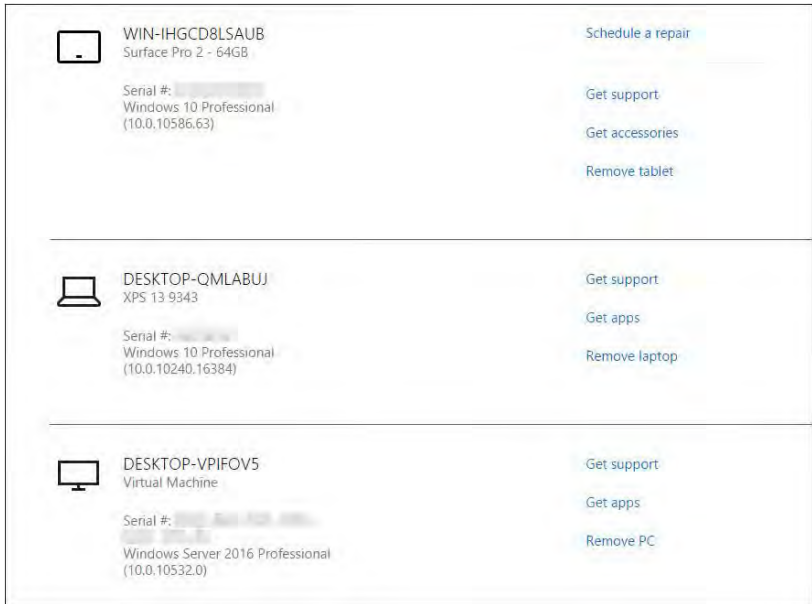 WIN-IHGCD8LSAUB
Surface Pro 2 - 64GB
Schedule a repair
Serial #:
Windows 10 Professional
(10.0.10586.63)
Get support
Get accessories
Remove tablet
DESKTOP-QMLABUJ
XPS 13 9343
Serial #:
Windows 10 Professional
(10.0.10240.16384)
Get support
Get apps
Remove laptop
DESKTOP-VPIFOV5
Virtual Machine
Serial #:
Windows Server 2016 Professional
(10.0.10532.0)
Get support
Get apps
Remove PC